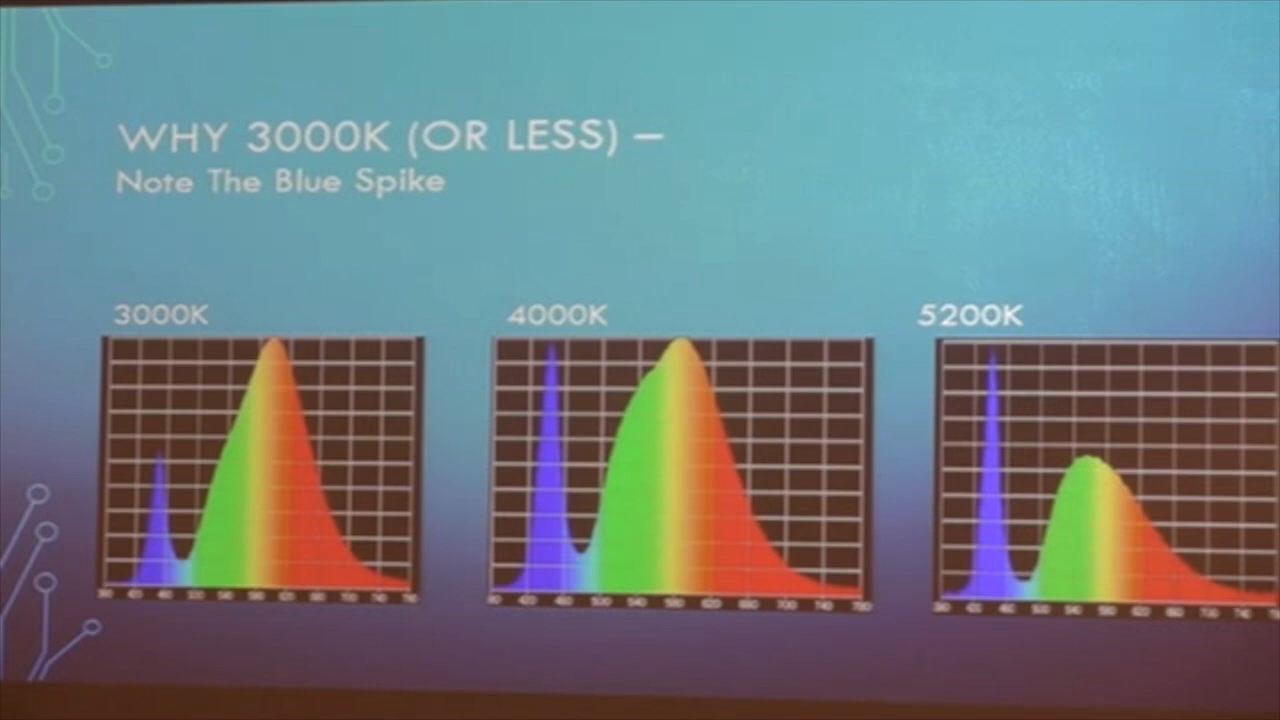 WHY 3000K (OR LESS) –
Note The Blue Spike
3000K
4000K
5200K